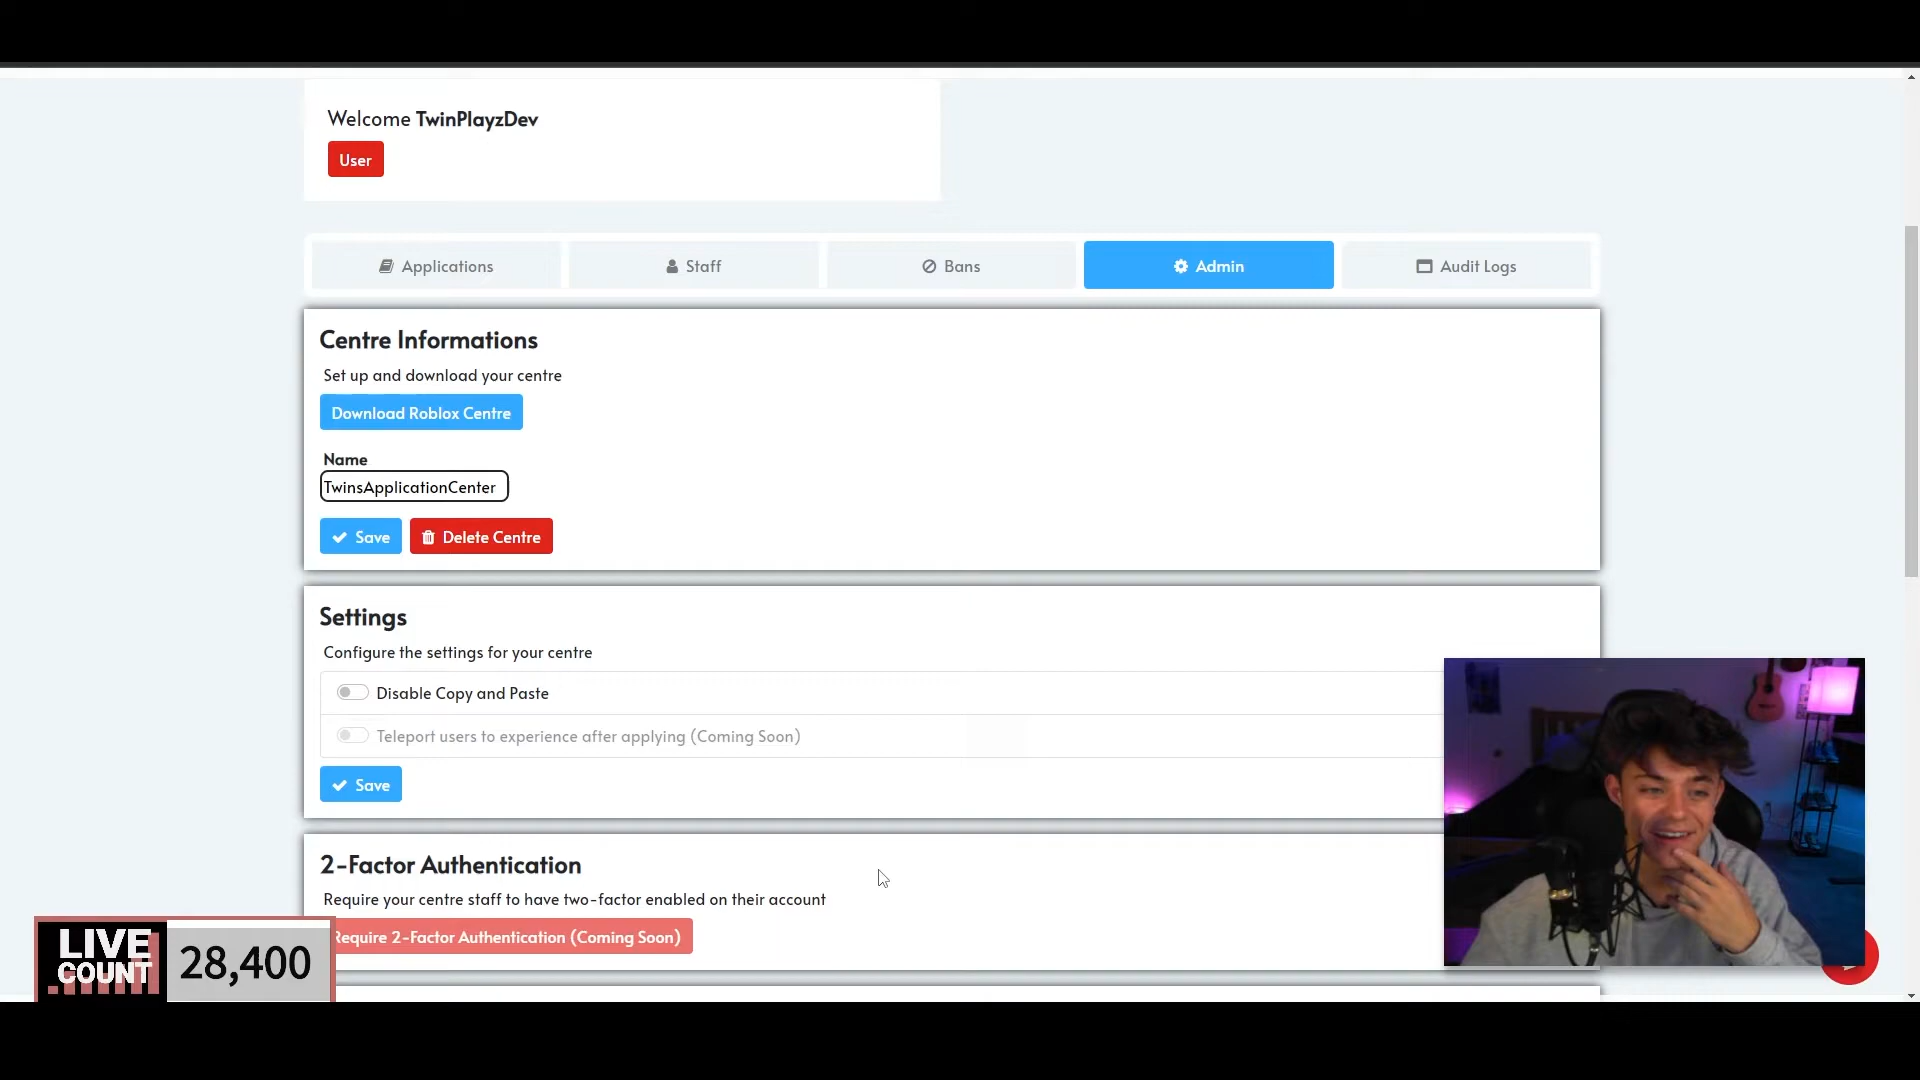 Welcome TwinPlayzDev
User
Applications
Staff
Bans
Admin
Audit Logs
Centre Informations
Set up and download your centre
Download Roblox Centre
Name
TwinsApplicationCenter
Save
Delete Centre
Settings
Configure the settings for your centre
Disable Copy and Paste
Teleport users to experience after applying (Coming Soon)
Save
2-Factor Authentication
Require your centre staff to have two-factor enabled on their account
Require 2-Factor Authentication (Coming Soon)
LIVE
COUNT
28,400